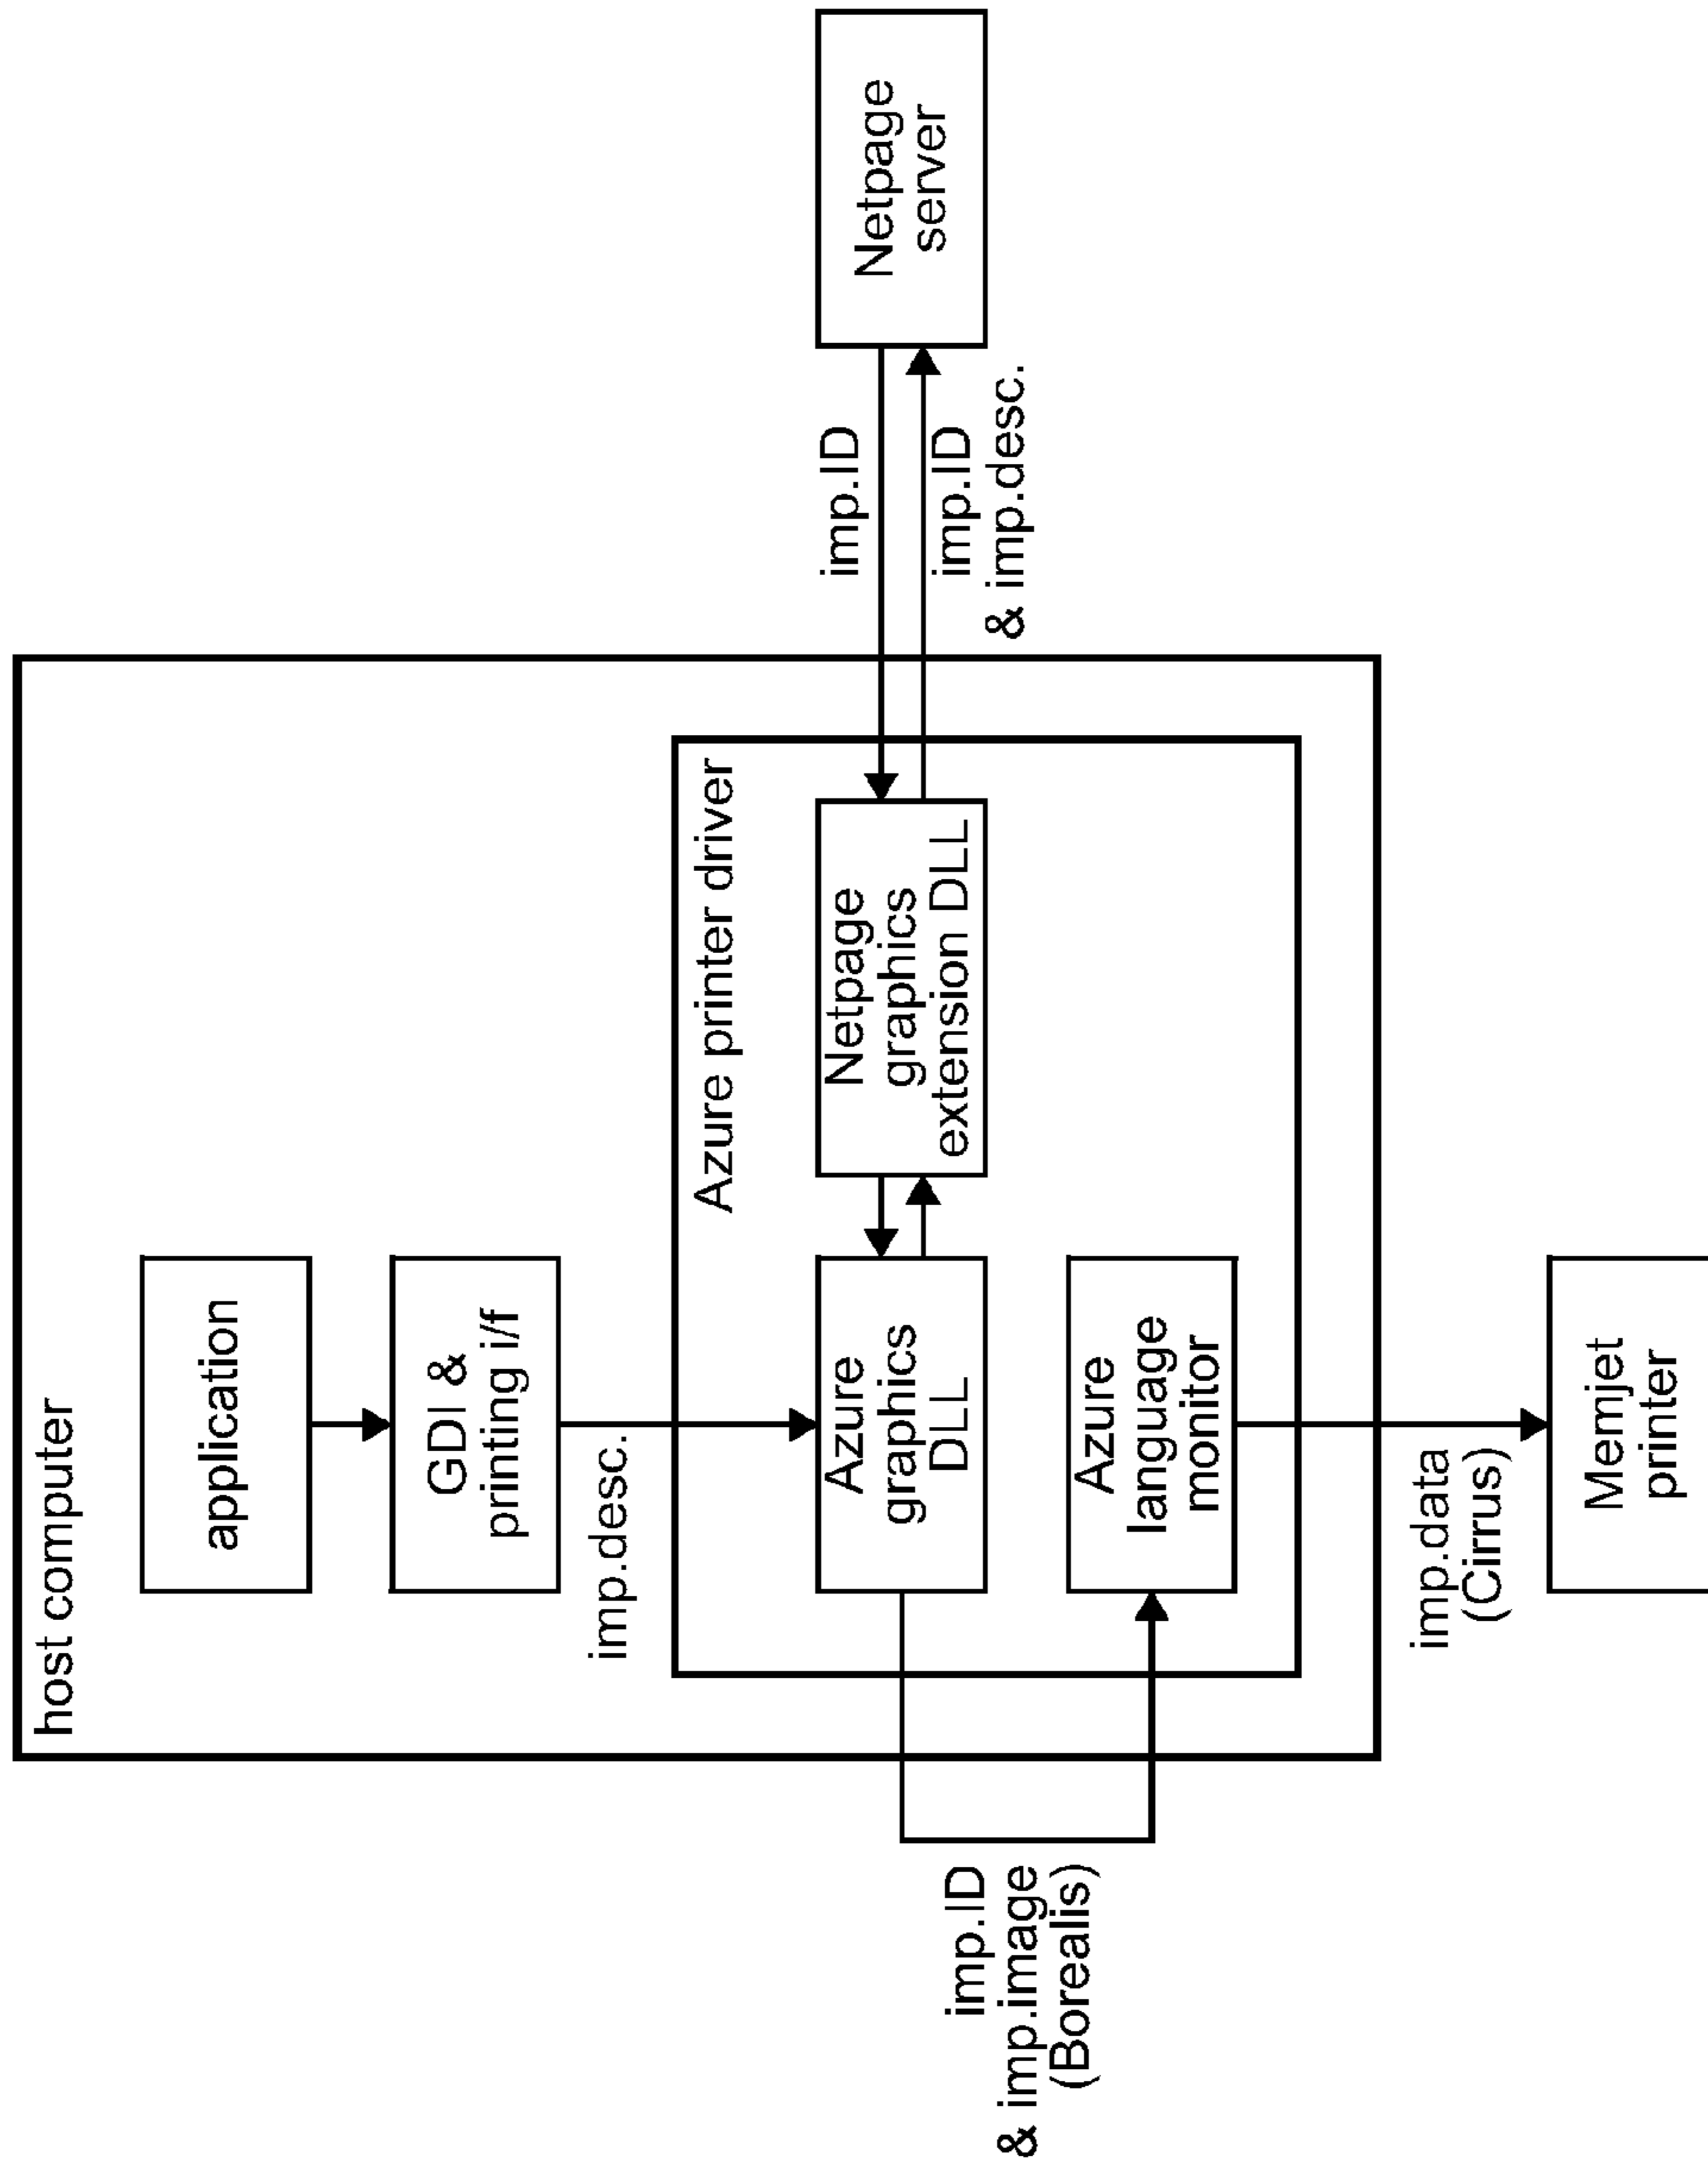 host computer
application
GDI &
printing i/f
imp.desc.
Azure printer driver
Azure
graphics
DLL
Netpage
graphics
extension DLL
imp.ID
imp.ID
& imp.desc.
Netpage
server
imp.ID
& imp.image
(Borealis)
Azure
language
monitor
imp.data
(Cirrus)
Memjet
printer